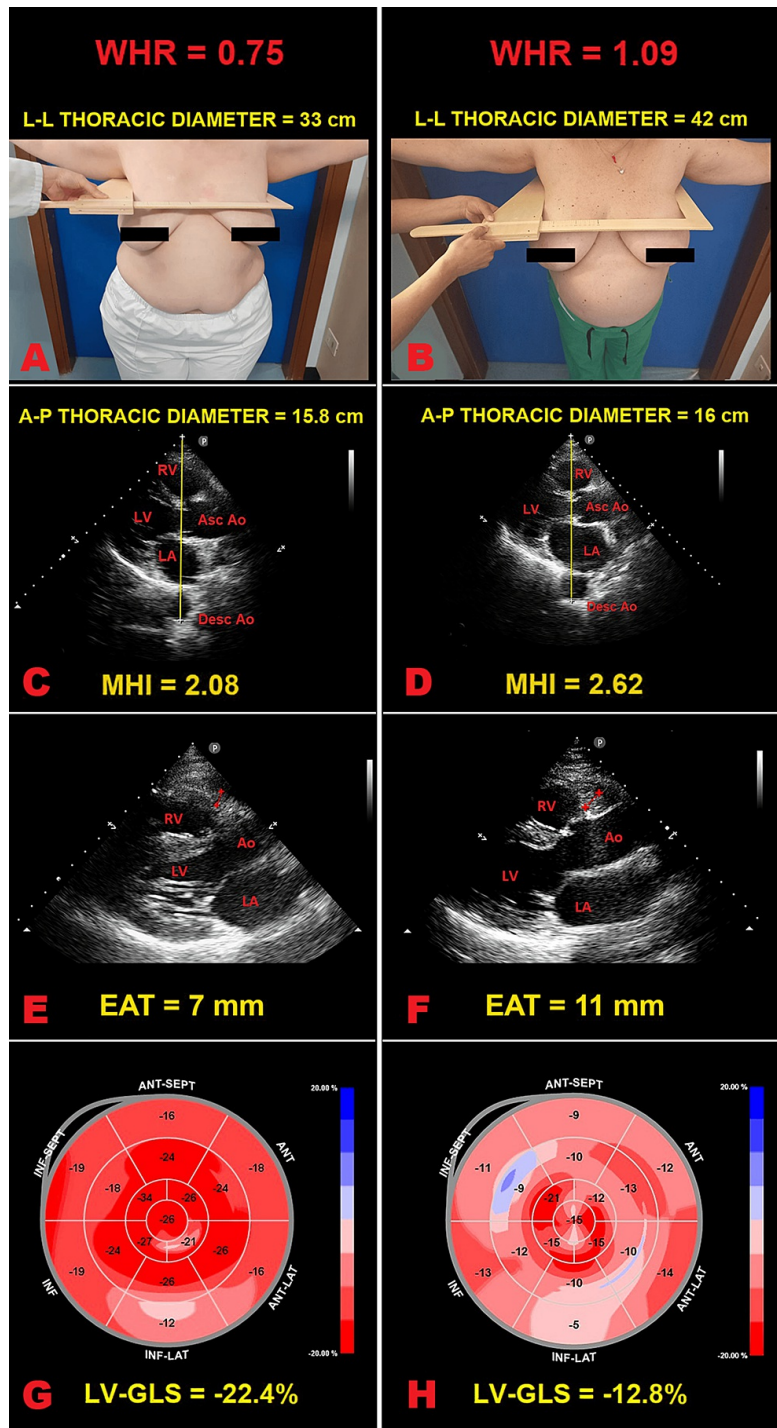 WHR = 0.75
L-L THORACIC DIAMETER = 33 cm
A
WHR = 1.09
L-L THORACIC DIAMETER = 42 cm
B
A-P THORACIC DIAMETER = 15.8 cm
P
RV
LV
Asc Ao
LA
Desc Ao
C
MHI = 2.08
A-P THORACIC DIAMETER = 16 cm
P
RV
LV
Asc Ao
LA
Desc Ao
D
MHI = 2.62
P
RV
Ao
LV
LA
E
EAT = 7 mm
P
RV
Ao
LV
LA
F
EAT = 11 mm
ANT-SEPT
20.00 %
INF-SEPT
ANT
-16
-24
-19
-18
-18
-24
-34
-26
-26
-27
-21
-24
-26
-19
-26
-16
INF
ANT-LAT
-12
INF-LAT
-20.00 %
G
LV-GLS = -22.4%
ANT-SEPT
20.00 %
INF-SEPT
ANT
-9
-10
-11
-12
-9
-13
-21
-12
-15
-15
-15
-12
-10
-13
-10
-14
INF
ANT-LAT
-5
INF-LAT
-20.00 %
H
LV-GLS = -12.8%